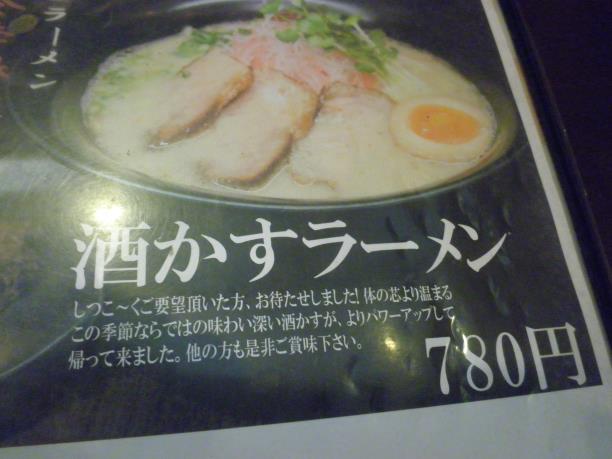 ラーメン
酒かすラーメン
しつこ～くご要望頂いた方、お待たせしました!体の芯より温まる
この季節ならではの味わい深い酒かすが、よりパワーアップして
帰って来ました。他の方も是非ご賞味下さい。
780円